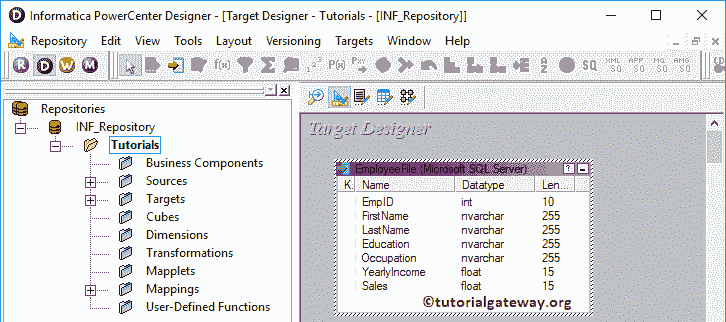 Informatica PowerCenter Designer - [Target Designer - Tutorials - [INF_Repository]]
Repository Edit View Tools Layout Versioning Targets Window Help
R D W M f(x) Σ SQ
Repositories
INF_Repository
Tutorials
Business Components
Sources
Targets
Cubes
Dimensions
Transformations
Mapplets
Mappings
User-Defined Functions
Target Designer
EmployeeFile (Microsoft SQL Server)
K. Name Datatype Len...
EmpID int 10
FirstName nvarchar 255
LastName nvarchar 255
Education nvarchar 255
Occupation nvarchar 255
YearlyIncome float 15
Sales float 15
©tutorialgateway.org